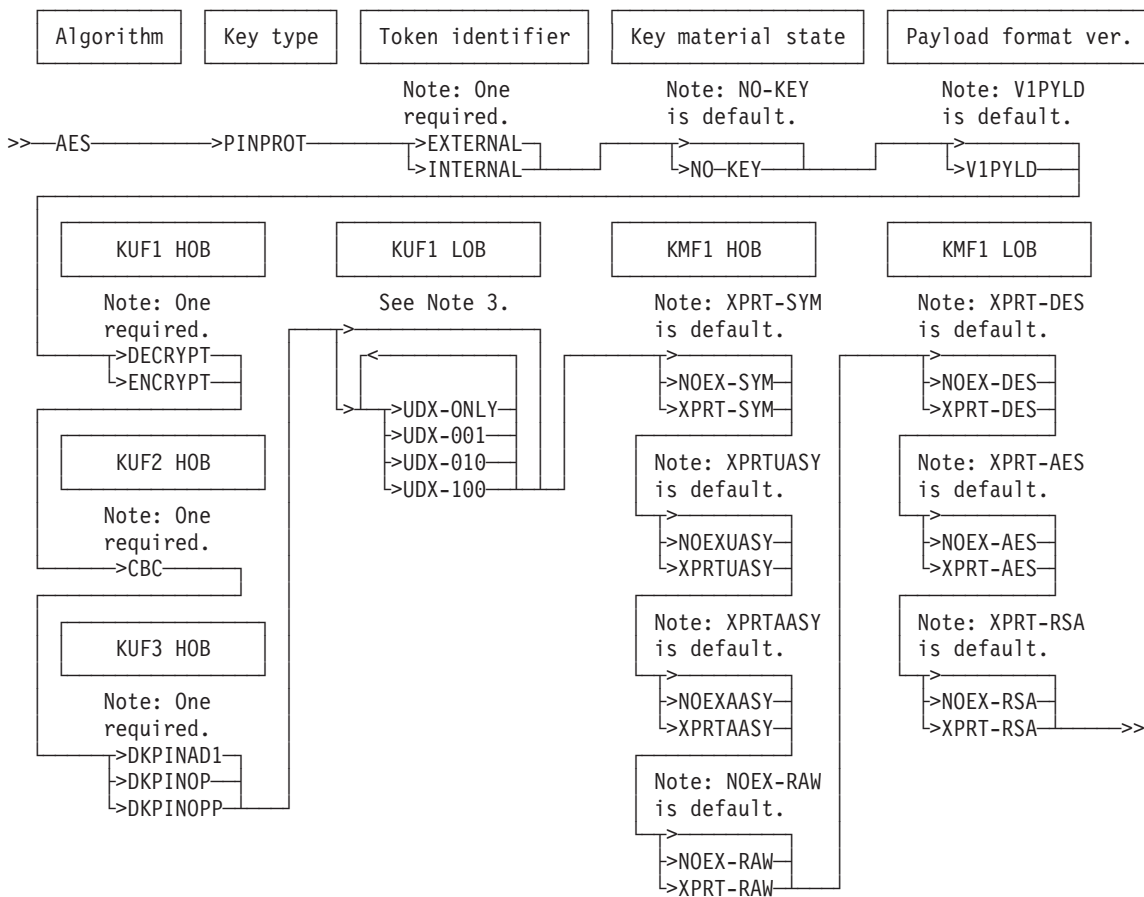 Algorithm
Key type
Token identifier
Key material state
Payload format ver.
Note: One
required.
Note: NO-KEY
is default.
Note: V1PYLD
is default.
>>—AES >PINPROT >EXTERNAL
>INTERNAL
>
>NO-KEY
>
>V1PYLD
KUF1 HOB
Note: One
required.
>DECRYPT
>ENCRYPT
KUF2 HOB
Note: One
required.
>CBC
KUF3 HOB
Note: One
required.
>DKPINAD1
>DKPINOP
>DKPINOPP
KUF1 LOB
See Note 3.
>
<
>
>UDX-ONLY
>UDX-001
>UDX-010
>UDX-100
KMF1 HOB
Note: XPRT-SYM
is default.
>
>NOEX-SYM
>XPRT-SYM
Note: XPRTUASY
is default.
>
>NOEXUASY
>XPRTUASY
Note: XPRTAASY
is default.
>
>NOEXAASY
>XPRTAASY
Note: NOEX-RAW
is default.
>
>NOEX-RAW
>XPRT-RAW
KMF1 LOB
Note: XPRT-DES
is default.
>
>NOEX-DES
>XPRT-DES
Note: XPRT-AES
is default.
>
>NOEX-AES
>XPRT-AES
Note: XPRT-RSA
is default.
>
>NOEX-RSA
>XPRT-RSA >>